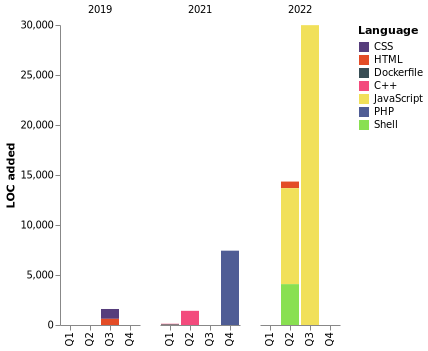 2019 2021 2022
Language
CSS
HTML
Dockerfile
C++
JavaScript
PHP
Shell
LOC added
30,000
25,000
20,000
15,000
10,000
5,000
0
Q1 Q2 Q3 Q4 Q1 Q2 Q3 Q4 Q1 Q2 Q3 Q4